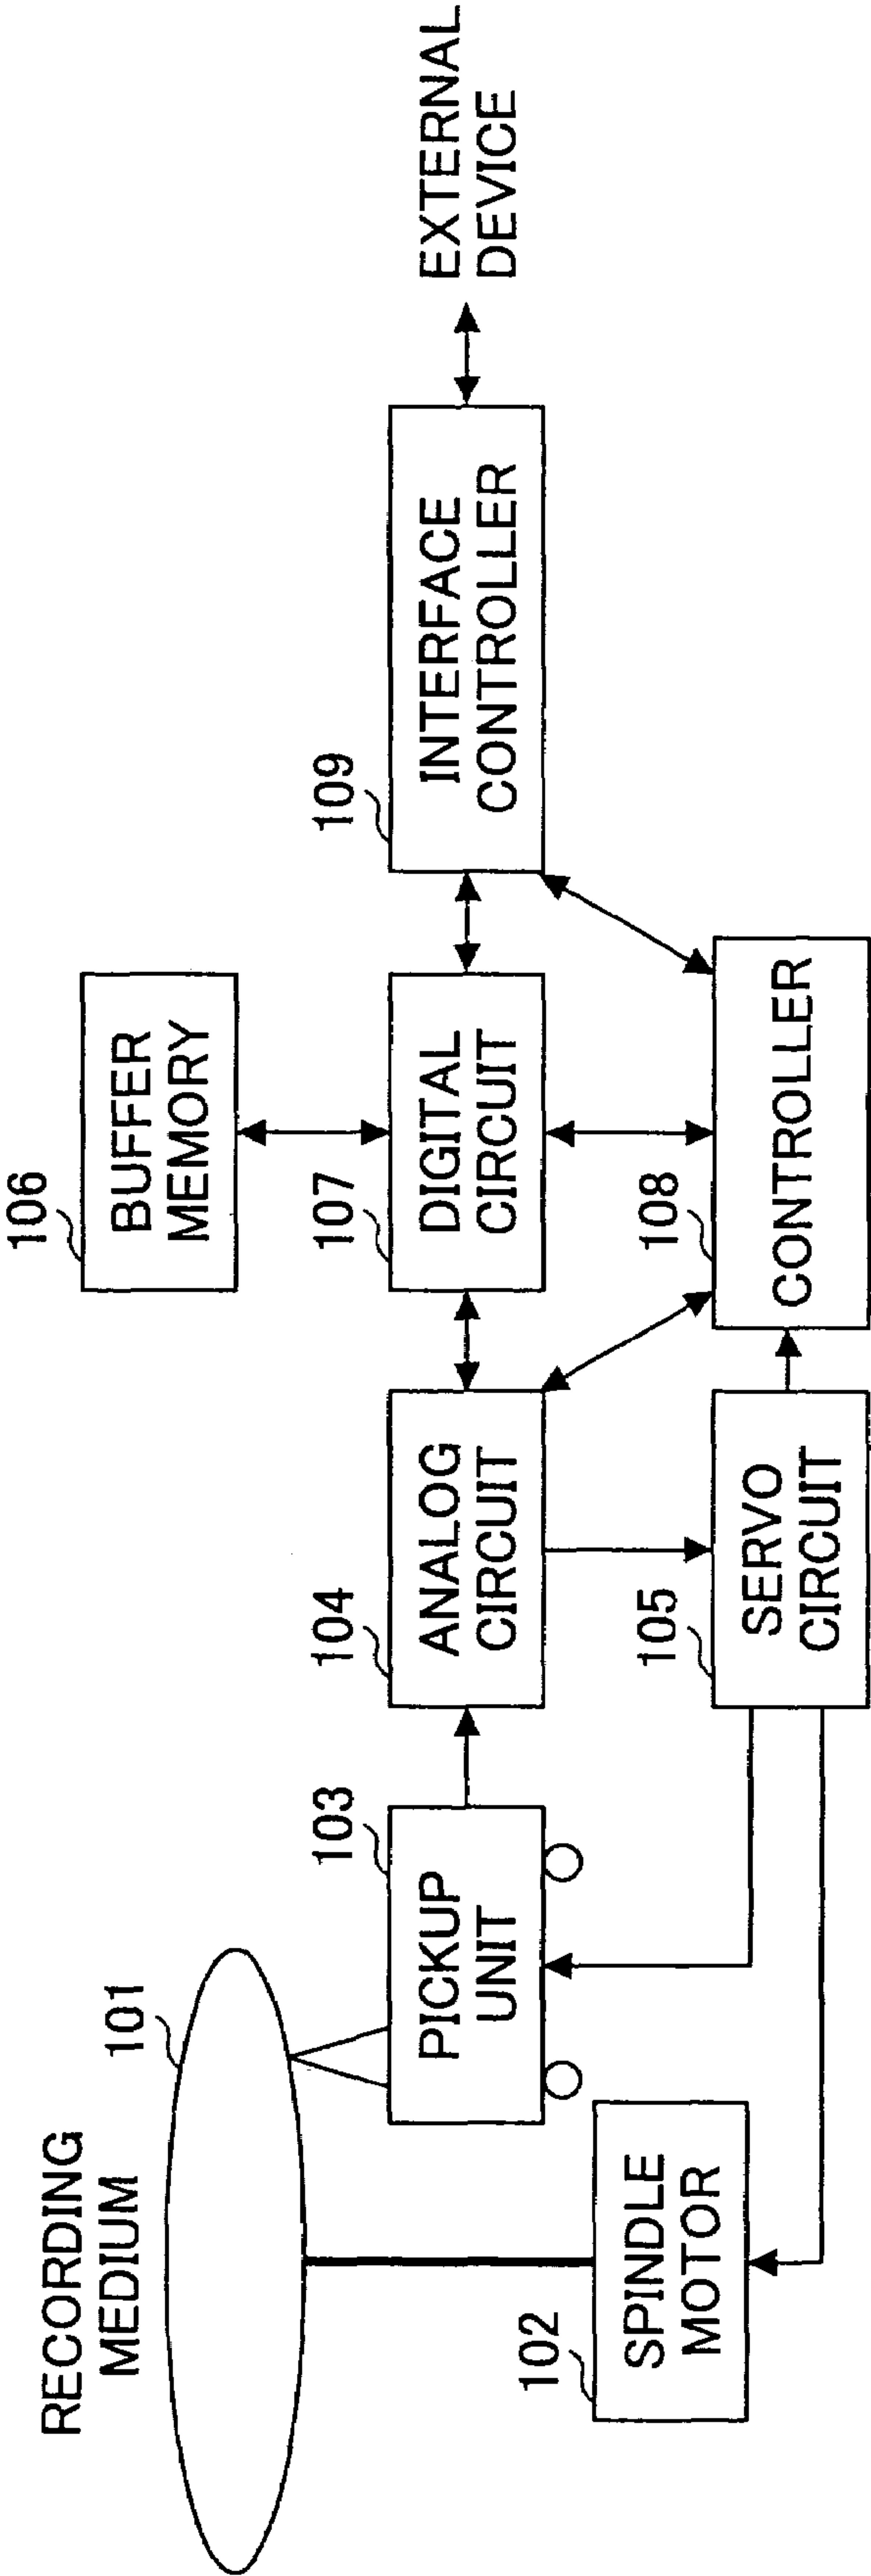 RECORDING
MEDIUM
101
102
SPINDLE
MOTOR
103
PICKUP
UNIT
104
ANALOG
CIRCUIT
105
SERVO
CIRCUIT
106
BUFFER
MEMORY
107
DIGITAL
CIRCUIT
108
CONTROLLER
109
INTERFACE
CONTROLLER
EXTERNAL
DEVICE